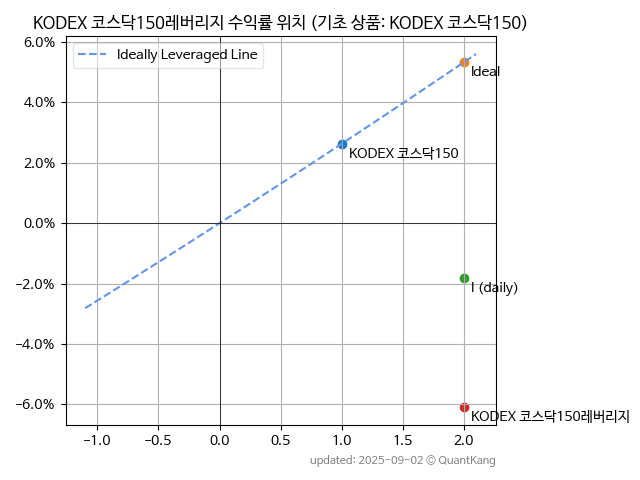 KODEX 코스닥150레버리지 수익률 위치 (기초 상품: KODEX 코스닥150)
6.0%
4.0%
2.0%
0.0%
−2.0%
−4.0%
−6.0%
Ideally Leveraged Line
Ideal
KODEX 코스닥150
I (daily)
KODEX 코스닥150레버리지
−1.0
−0.5
0.0
0.5
1.0
1.5
2.0
updated: 2025-09-02 © QuantKang